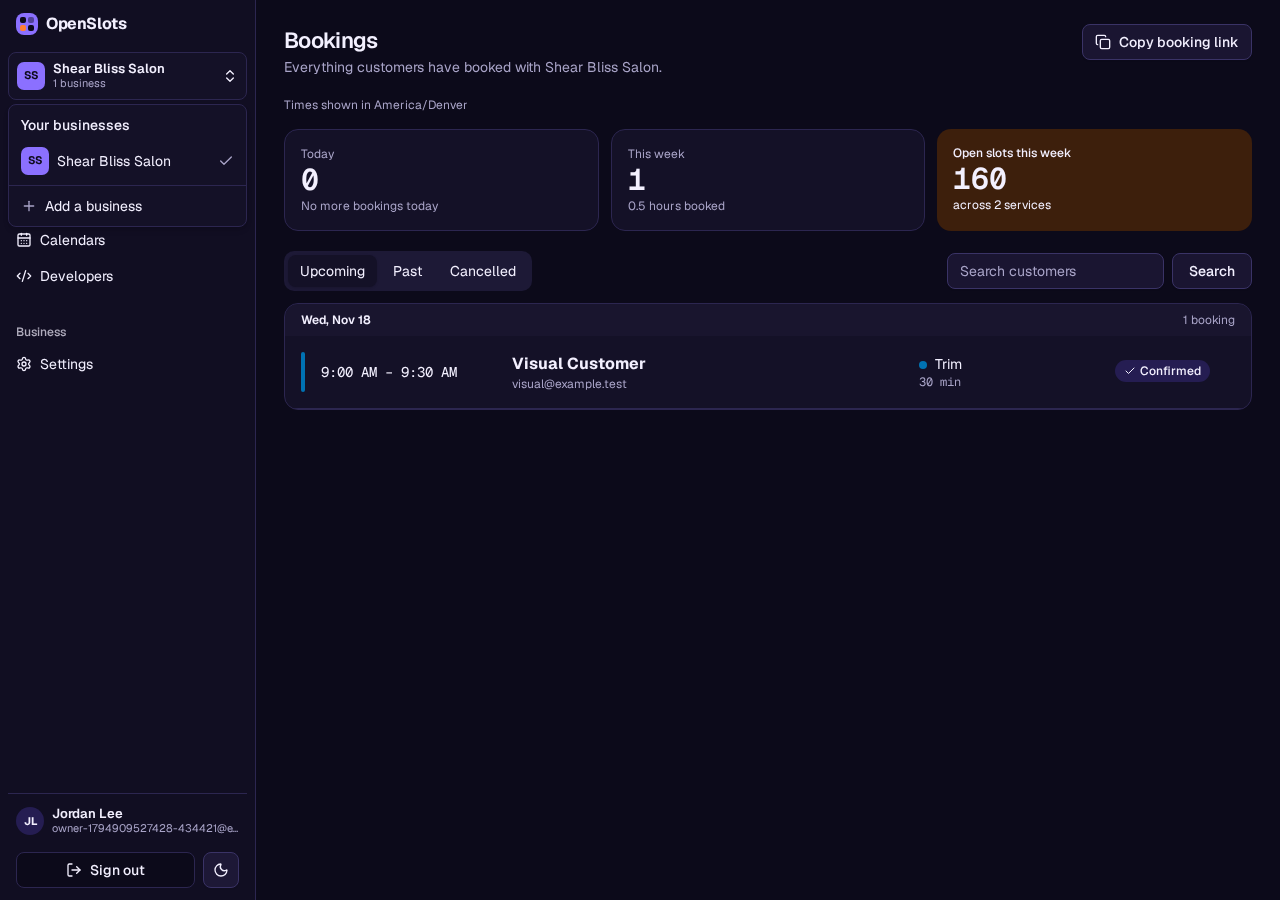 OpenSlots
SS
Shear Bliss Salon
1 business
Your businesses
SS
Shear Bliss Salon
Add a business
Calendars
Developers
Business
Settings
JL
Jordan Lee
owner-1794909527428-434421@e…
Sign out
Bookings
Everything customers have booked with Shear Bliss Salon.
Copy booking link
Times shown in America/Denver
Today
0
No more bookings today
This week
1
0.5 hours booked
Open slots this week
160
across 2 services
Upcoming
Past
Cancelled
Search customers
Search
Wed, Nov 18
1 booking
9:00 AM – 9:30 AM
Visual Customer
visual@example.test
Trim
30 min
Confirmed